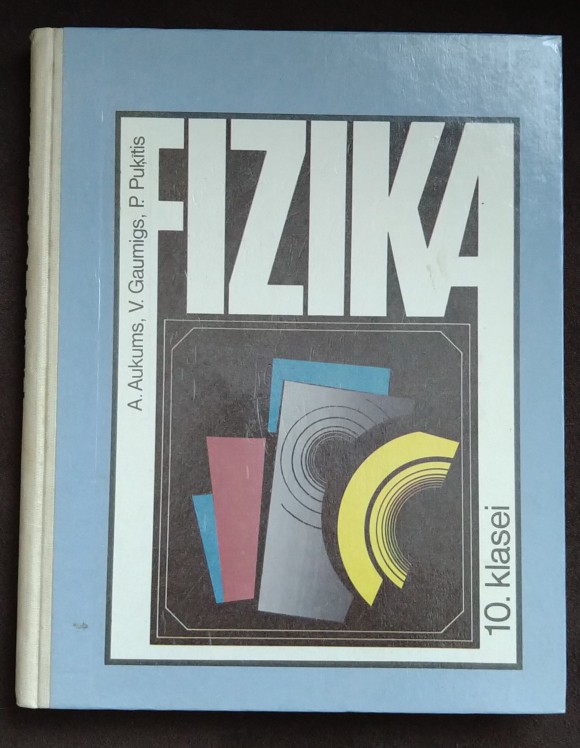 A. Aukums, V. Gaumigs, P. Puķītis
FIZIKA
10. klasei